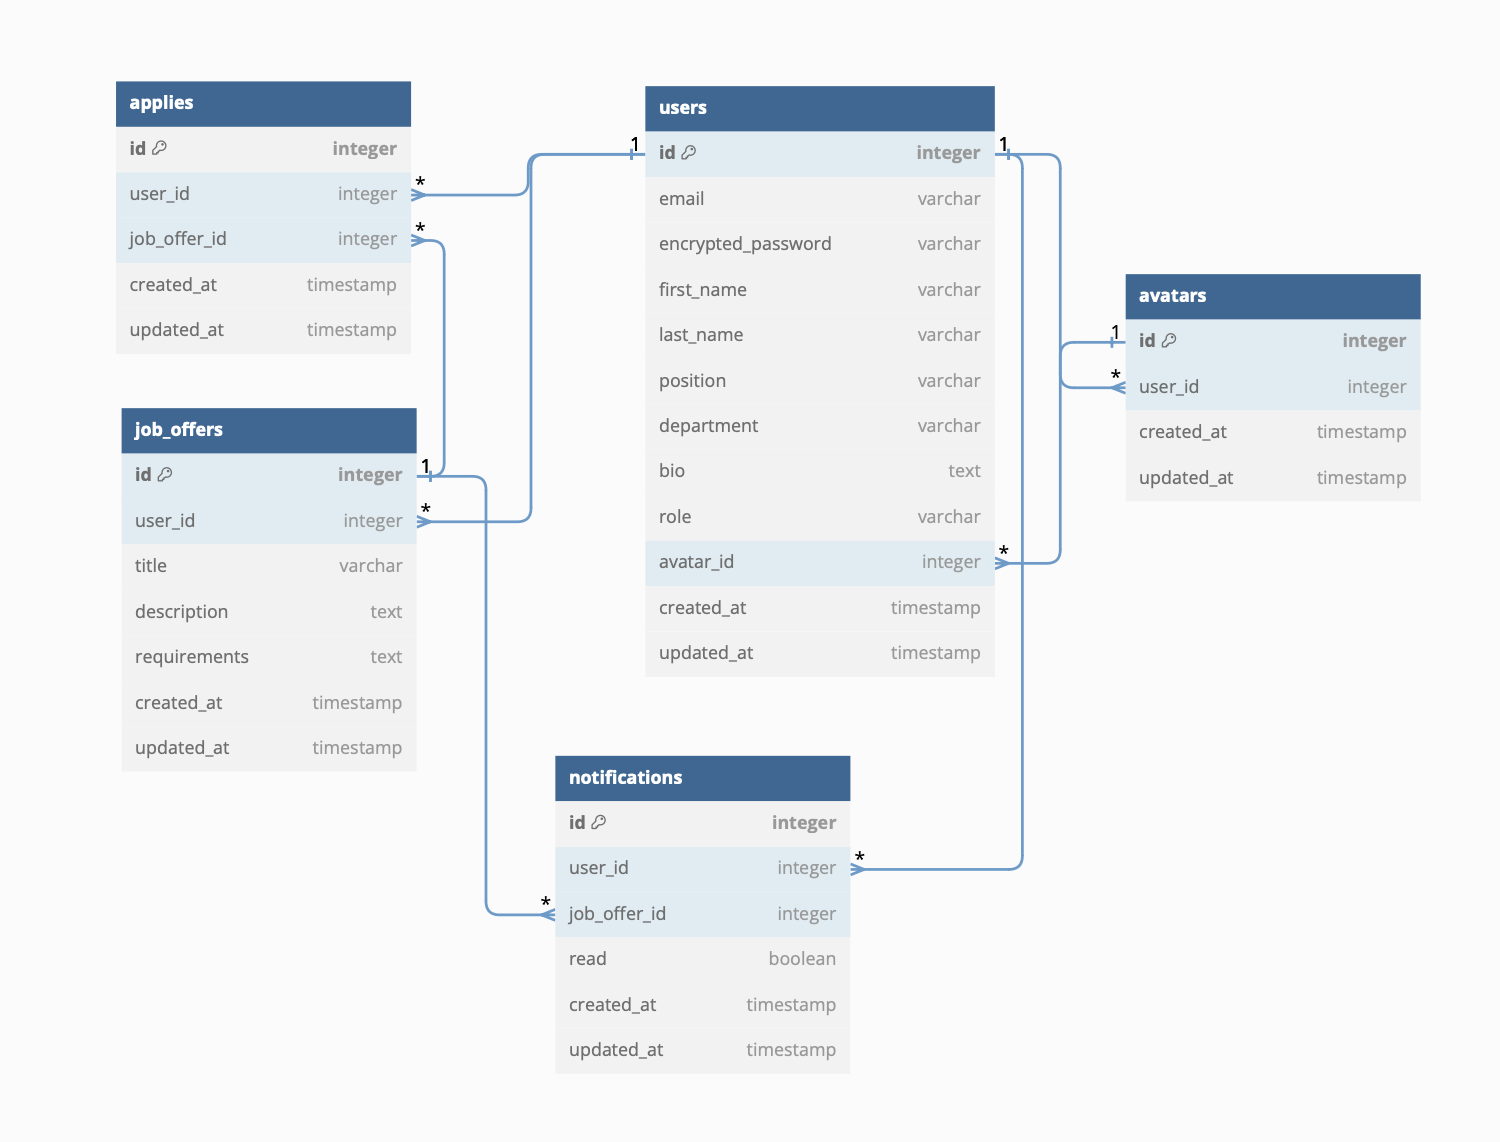 applies
id integer
user_id integer *
job_offer_id integer *
created_at timestamp
updated_at timestamp
job_offers
id integer 1
user_id integer *
title varchar
description text
requirements text
created_at timestamp
updated_at timestamp
users
1 id integer 1
email varchar
encrypted_password varchar
first_name varchar
last_name varchar
position varchar
department varchar
bio text
role varchar
avatar_id integer *
created_at timestamp
updated_at timestamp
avatars
1 id integer
* user_id integer
created_at timestamp
updated_at timestamp
notifications
id integer
user_id integer *
* job_offer_id integer
read boolean
created_at timestamp
updated_at timestamp